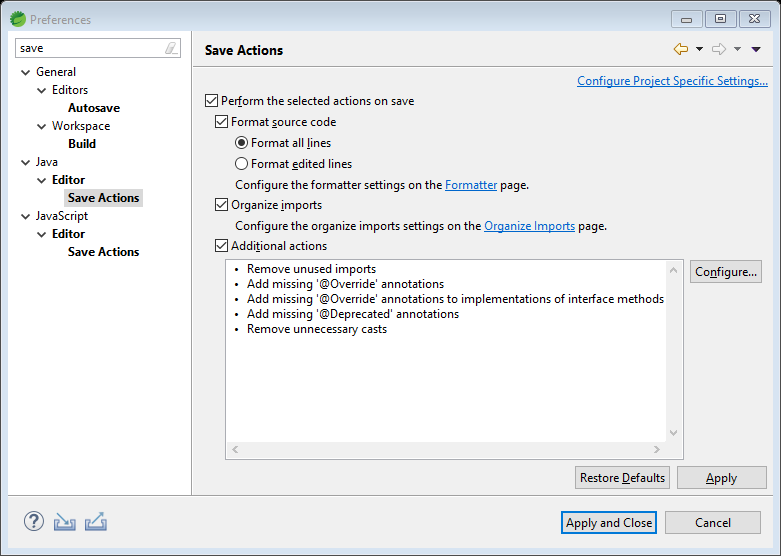 Preferences
save
General
Editors
Autosave
Workspace
Build
Java
Editor
Save Actions
JavaScript
Editor
Save Actions
Save Actions
Configure Project Specific Settings...
Perform the selected actions on save
Format source code
Format all lines
Format edited lines
Configure the formatter settings on the Formatter page.
Organize imports
Configure the organize imports settings on the Organize Imports page.
Additional actions
• Remove unused imports
• Add missing '@Override' annotations
• Add missing '@Override' annotations to implementations of interface methods
• Add missing '@Deprecated' annotations
• Remove unnecessary casts
Configure...
Restore Defaults
Apply
?
Apply and Close
Cancel